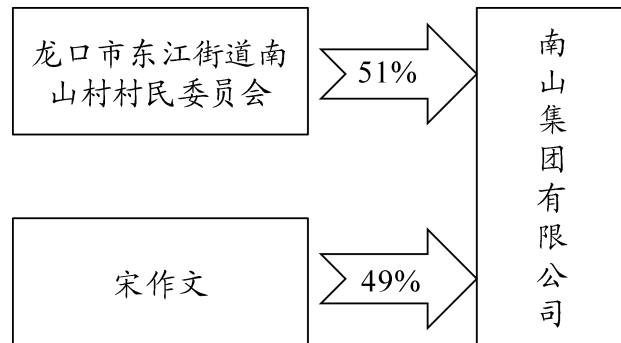 龙口市东江街道南
山村村民委员会
51%
宋作文
49%
南山集团有限公司